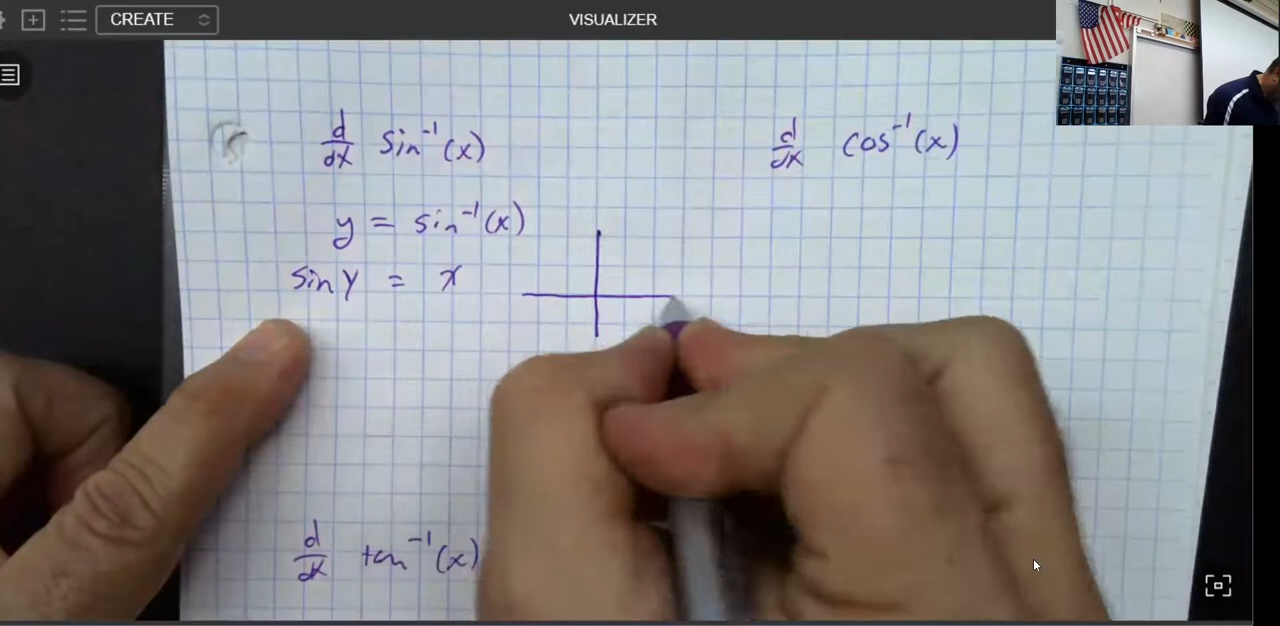 CREATE
VISUALIZER
d/dx sin⁻¹(x)
y = sin⁻¹(x)
sin y = x
d/dx cos⁻¹(x)
d/dx tan⁻¹(x)